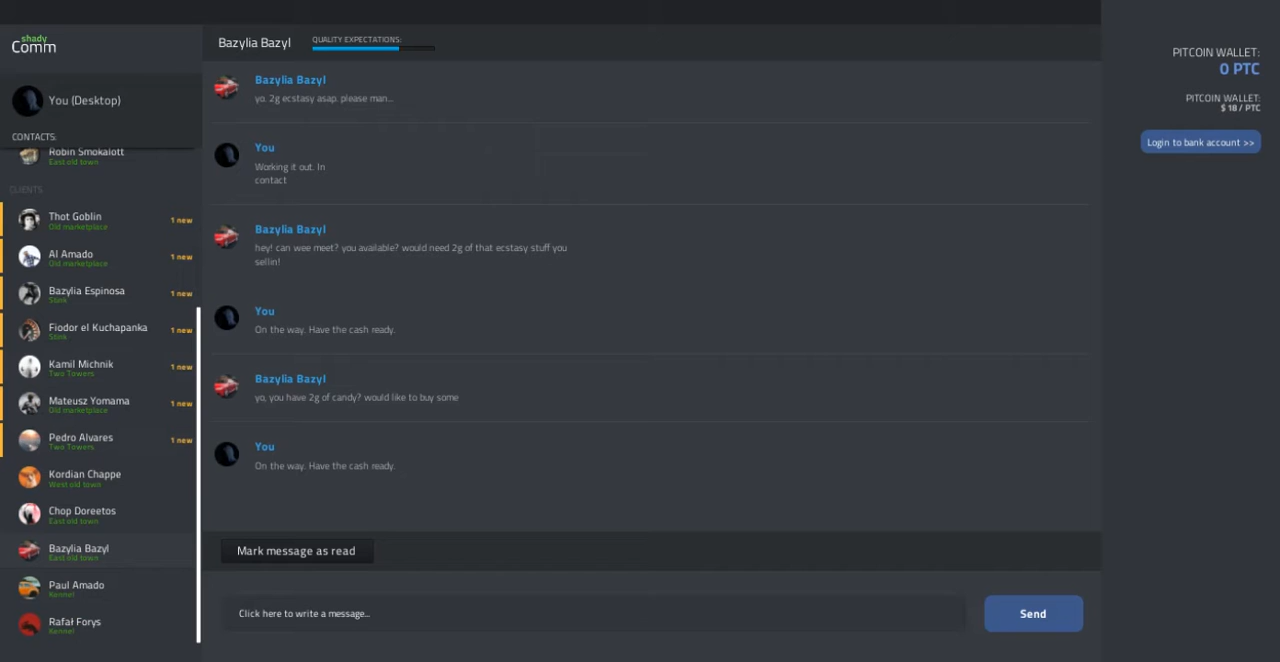 shady
Comm
You (Desktop)
CONTACTS:
Robin Smokalott
East old town
CLIENTS
Thot Goblin
Old marketplace
1 new
Al Amado
Old marketplace
1 new
Bazylia Espinosa
Stink
1 new
Fiodor el Kuchapanka
Stink
1 new
Kamil Michnik
Two Towers
1 new
Mateusz Yomama
Old marketplace
1 new
Pedro Alvares
Two Towers
1 new
Kordian Chappe
West old town
Chop Doreetos
East old town
Bazylia Bazyl
East old town
Paul Amado
Kennel
Rafał Forys
Kennel
Bazylia Bazyl
QUALITY EXPECTATIONS:
Bazylia Bazyl
yo. 2g ecstasy asap. please man...
You
Working it out. In
contact
Bazylia Bazyl
hey! can wee meet? you available? would need 2g of that ecstasy stuff you
sellin!
You
On the way. Have the cash ready.
Bazylia Bazyl
yo, you have 2g of candy? would like to buy some
You
On the way. Have the cash ready.
Mark message as read
Click here to write a message...
Send
PITCOIN WALLET:
0 PTC
PITCOIN WALLET:
$ 18 / PTC
Login to bank account >>